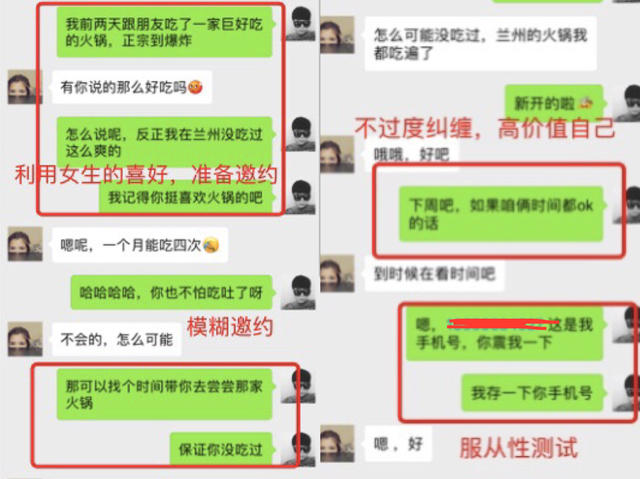 我前两天跟朋友吃了一家巨好吃
的火锅，正宗到爆炸
有你说的那么好吃吗
怎么说呢，反正我在兰州没吃过
这么爽的
利用女生的喜好，准备邀约
我记得你挺喜欢火锅的吧
嗯呢，一个月能吃四次
哈哈哈哈，你也不怕吃吐了呀
模糊邀约
不会的，怎么可能
那可以找个时间带你去尝尝那家
火锅
保证你没吃过
怎么可能没吃过，兰州的火锅我
都吃遍了
新开的啦
不过度纠缠，高价值自己
哦哦，好吧
下周吧，如果咱俩时间都ok
的话
到时候在看时间吧
嗯，这是我
手机号，你震我一下
我存一下你手机号
服从性测试
嗯，好